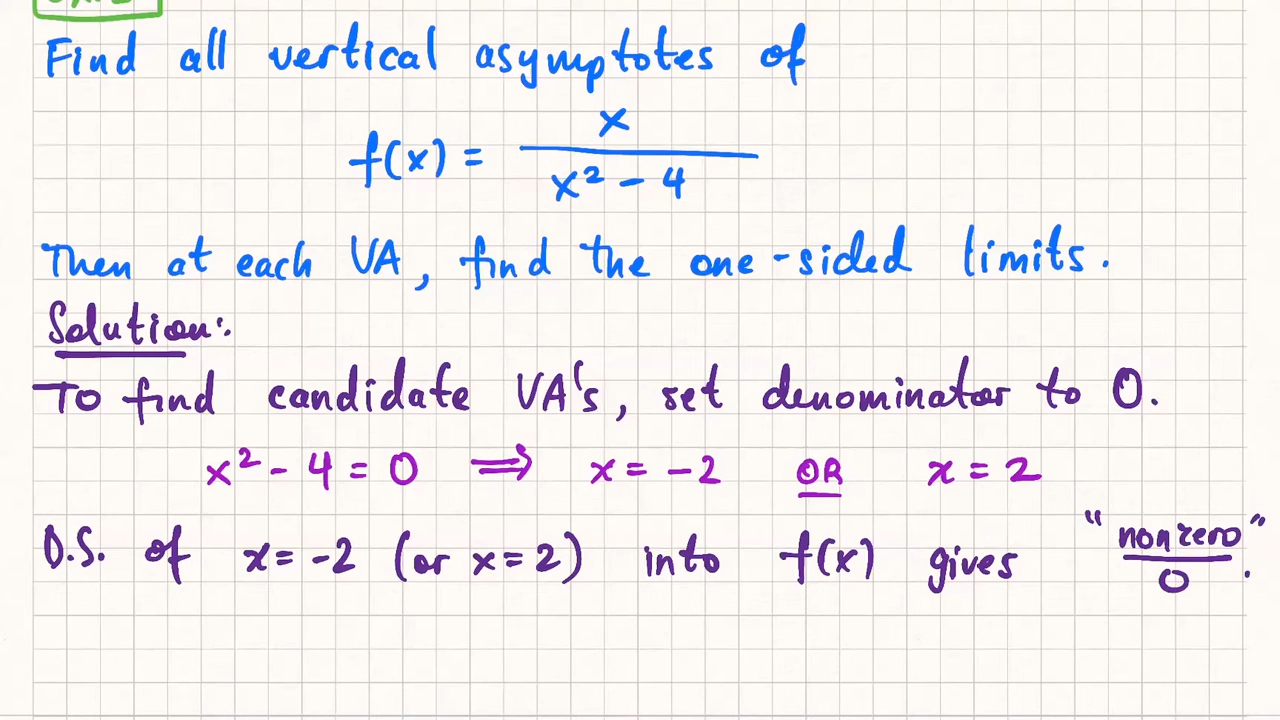 Find all vertical asymptotes of
f(x) = x / (x² - 4)
Then at each VA, find the one-sided limits.
Solution:
To find candidate VA's, set denominator to 0.
x² - 4 = 0 ⟹ x = -2 OR x = 2
D.S. of x = -2 (or x = 2) into f(x) gives "nonzero / 0".